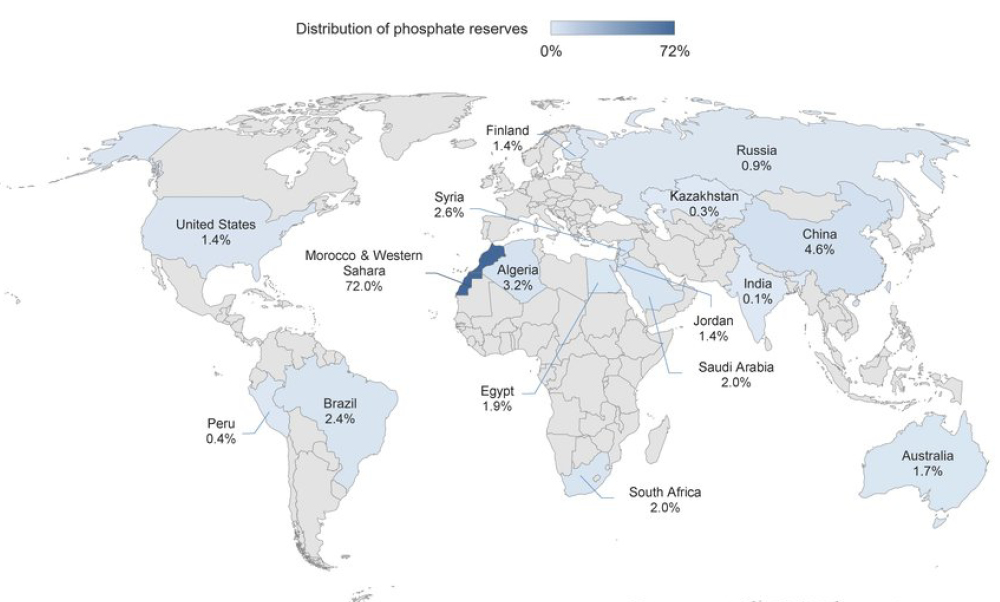 Distribution of phosphate reserves
0%
72%
Finland
1.4%
Russia
0.9%
Syria
2.6%
Kazakhstan
0.3%
United States
1.4%
China
4.6%
Morocco & Western
Sahara
72.0%
Algeria
3.2%
India
0.1%
Jordan
1.4%
Saudi Arabia
2.0%
Egypt
1.9%
Brazil
2.4%
Peru
0.4%
Australia
1.7%
South Africa
2.0%